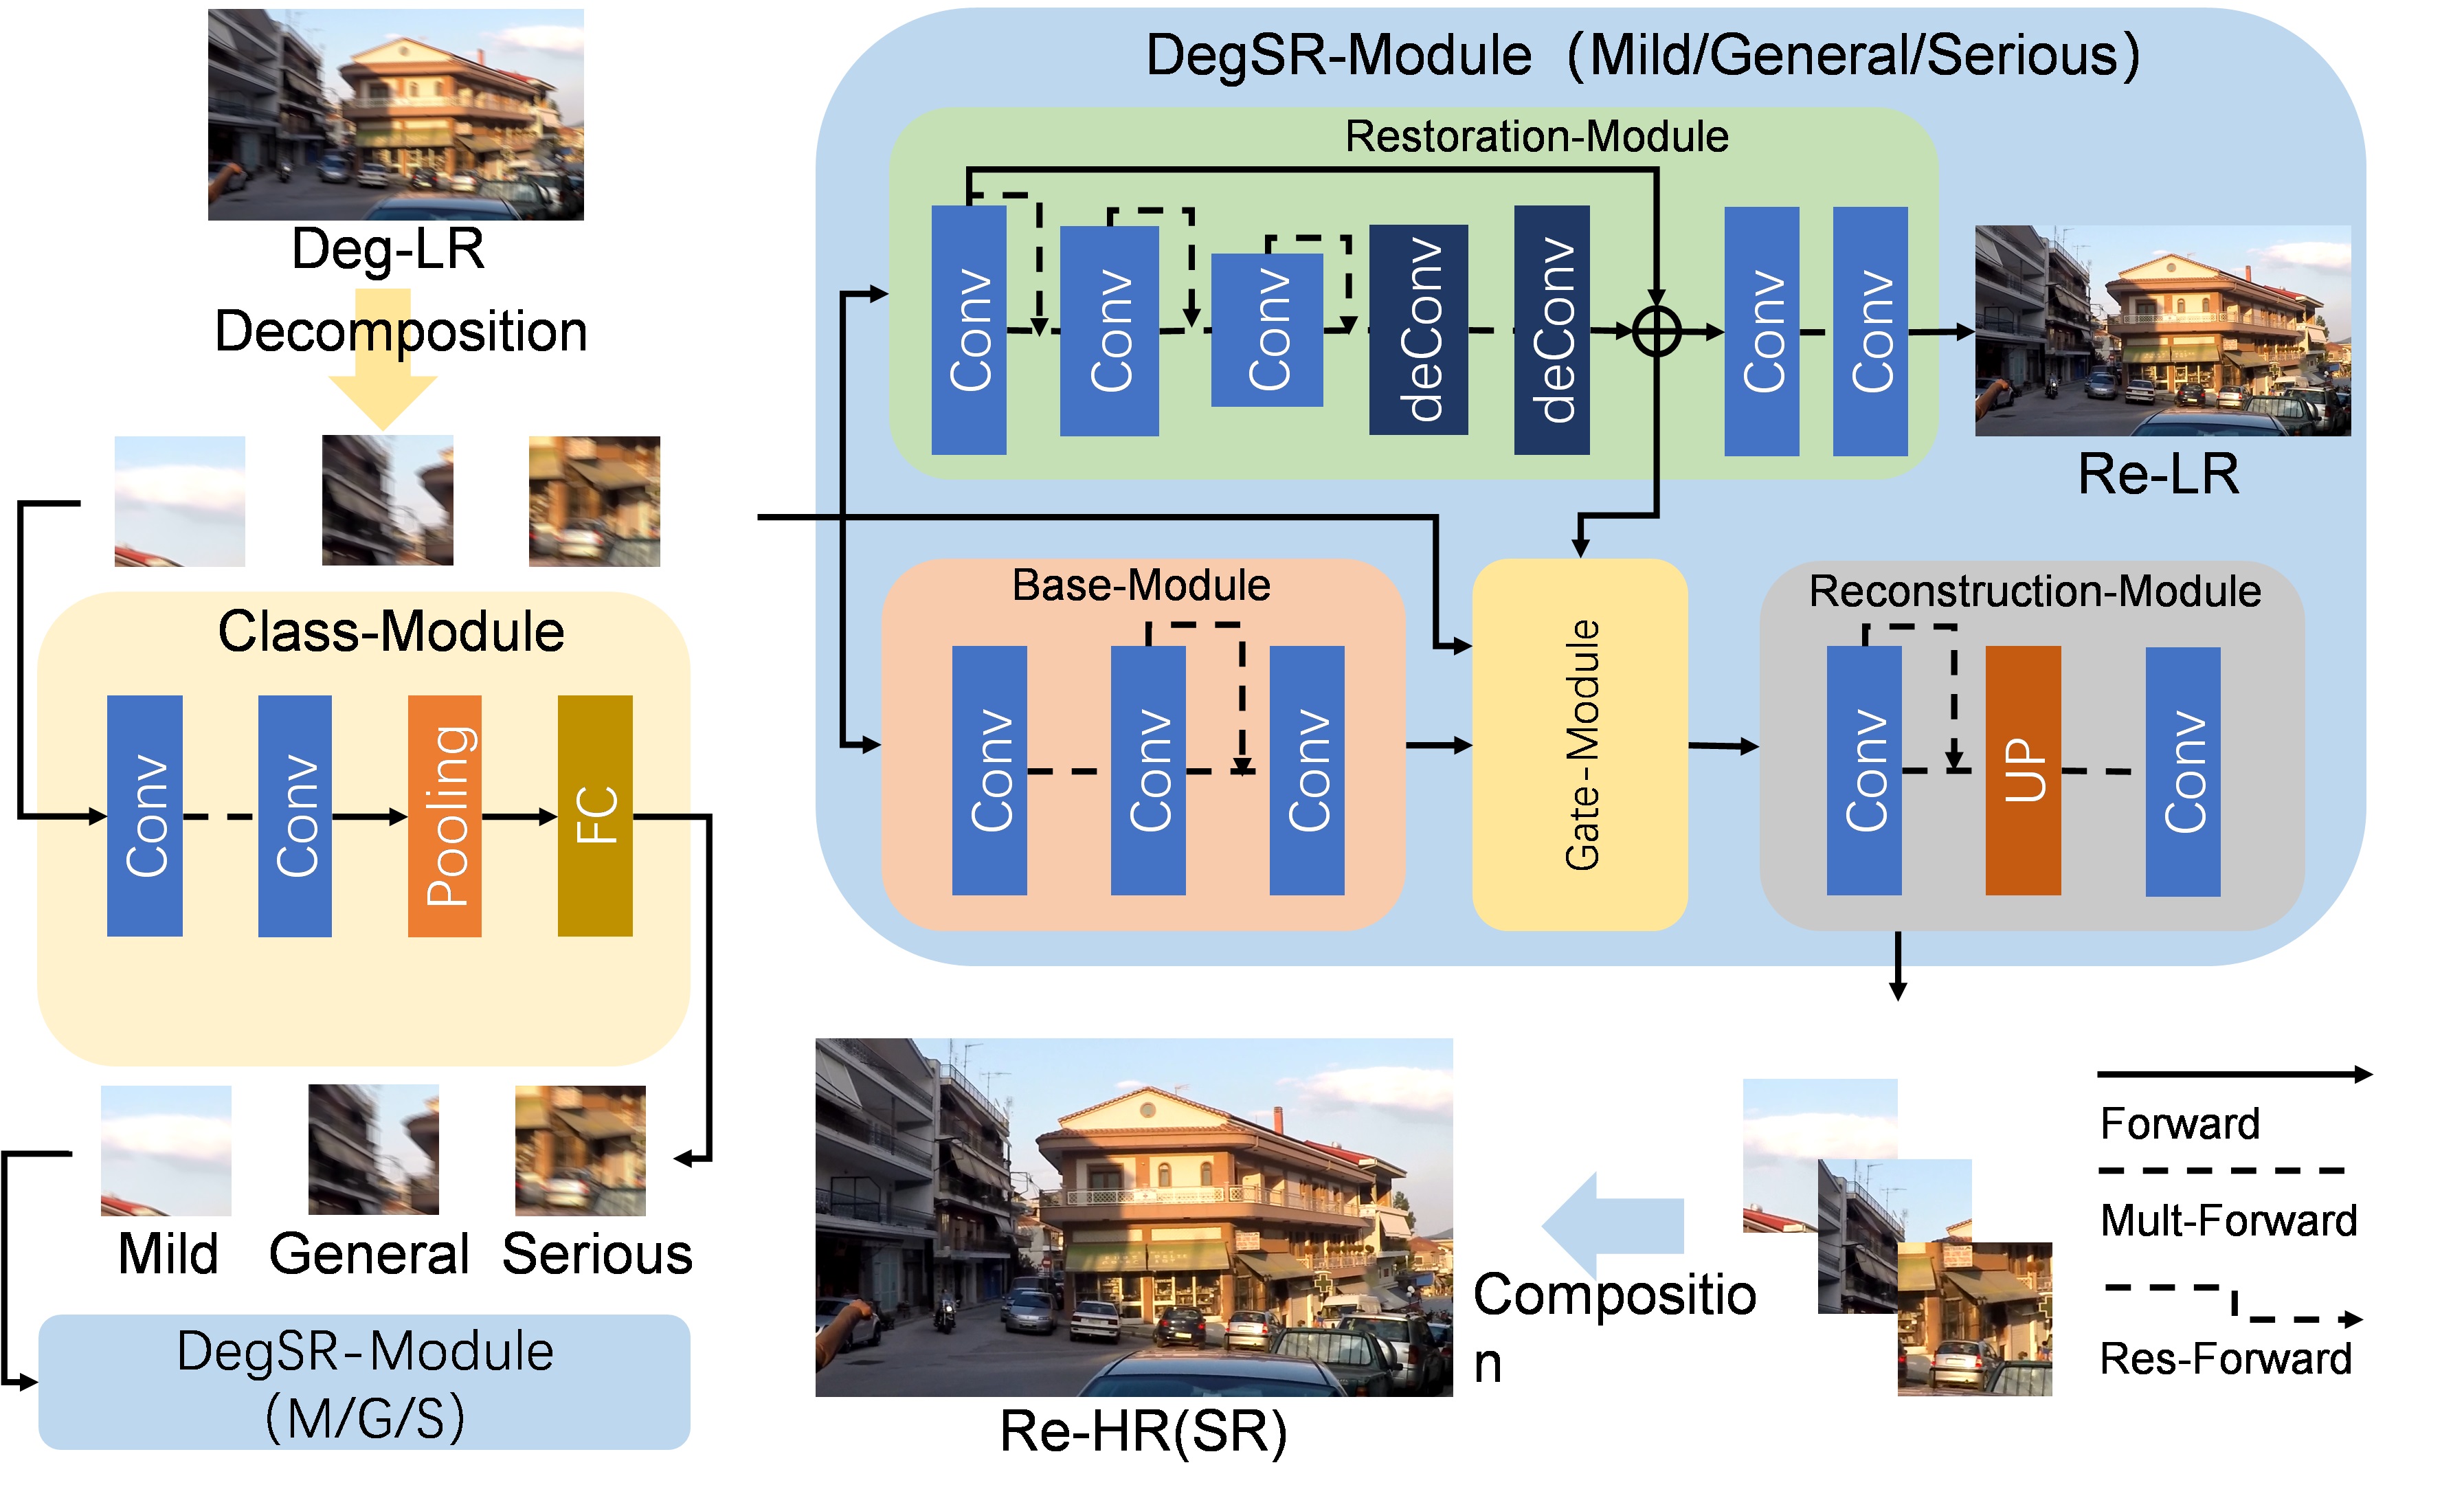 Deg-LR
Decomposition
Class-Module
Conv
Conv
Pooling
FC
Mild
General
Serious
DegSR-Module
(M/G/S)
DegSR-Module（Mild/General/Serious）
Restoration-Module
Conv
Conv
Conv
deConv
deConv
Conv
Conv
Re-LR
Base-Module
Conv
Conv
Conv
Gate-Module
Reconstruction-Module
Conv
UP
Conv
Re-HR(SR)
Compositio
n
Forward
Mult-Forward
Res-Forward